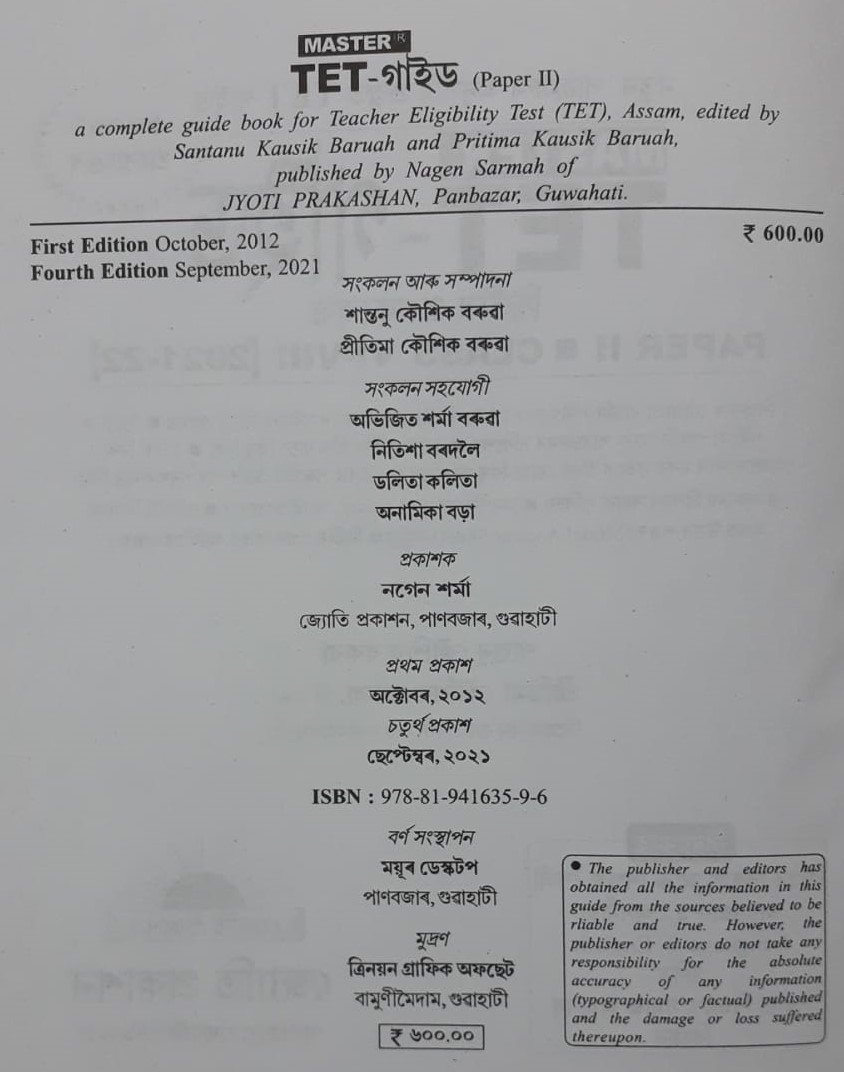 MASTER R
TET-গাইড (Paper II)
a complete guide book for Teacher Eligibility Test (TET), Assam, edited by
Santanu Kausik Baruah and Pritima Kausik Baruah,
published by Nagen Sarmah of
JYOTI PRAKASHAN, Panbazar, Guwahati.
First Edition October, 2012
₹ 600.00
Fourth Edition September, 2021
সংকলন আৰু সম্পাদনা
শান্তনু কৌশিক বৰুৱা
প্ৰীতিমা কৌশিক বৰুৱা
সংকলন সহযোগী
অভিজিত শৰ্মা বৰুৱা
নিতিশা বৰদলৈ
ডলিতা কলিতা
অনামিকা বড়া
প্ৰকাশক
নগেন শৰ্মা
জ্যোতি প্ৰকাশন, পাণবজাৰ, গুৱাহাটী
প্ৰথম প্ৰকাশ
অক্টোবৰ, ২০১২
চতুৰ্থ প্ৰকাশ
ছেপ্টেম্বৰ, ২০২১
ISBN : 978-81-941635-9-6
বৰ্ণ সংস্থাপন
ময়ূৰ ডেস্কটপ
পাণবজাৰ, গুৱাহাটী
মুদ্ৰণ
ত্ৰিনয়ন গ্ৰাফিক অফছেট
বামুণীমৈদাম, গুৱাহাটী
₹ ৬০০.০০
● The publisher and editors has
obtained all the information in this
guide from the sources believed to be
rliable and true. However, the
publisher or editors do not take any
responsibility for the absolute
accuracy of any information
(typographical or factual) published
and the damage or loss suffered
thereupon.